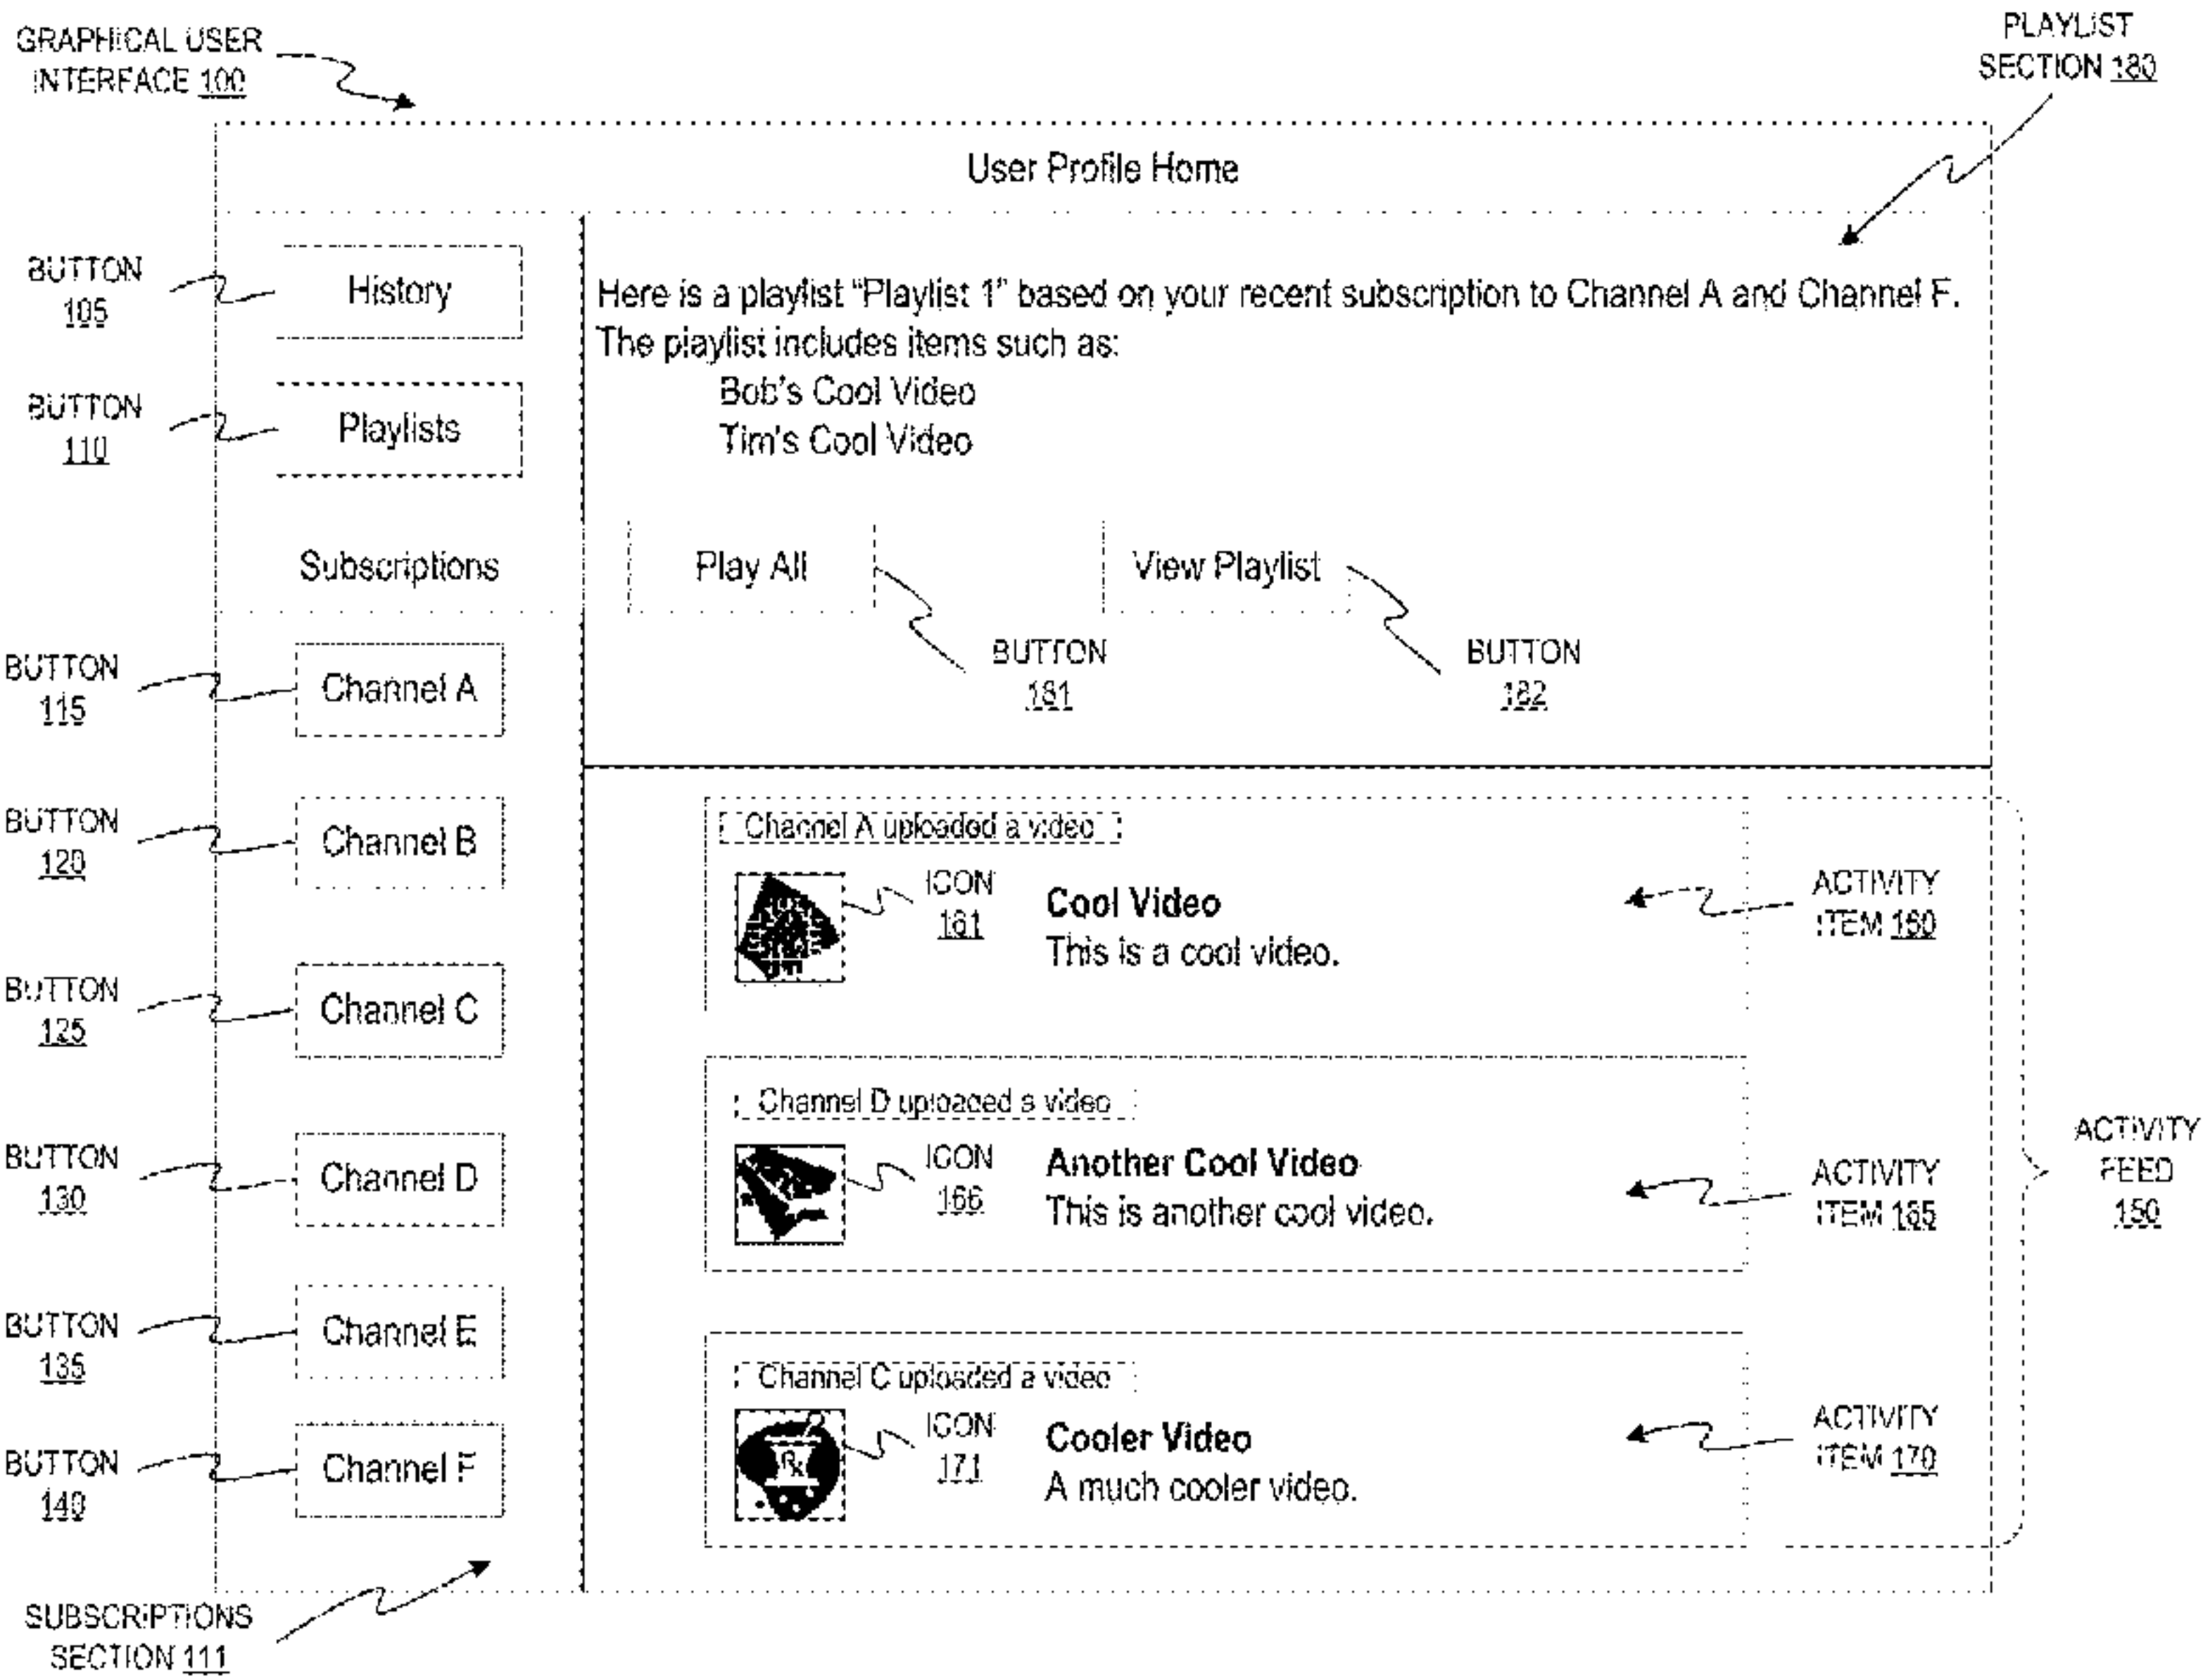 GRAPHICAL USER
INTERFACE 100
PLAYLIST
SECTION 180
User Profile Home
BUTTON
105
History
Here is a playlist “Playlist 1” based on your recent subscription to Channel A and Channel F.
The playlist includes items such as:
Bob's Cool Video
Tim's Cool Video
BUTTON
110
Playlists
Subscriptions
Play All
View Playlist
BUTTON
181
BUTTON
182
BUTTON
115
Channel A
BUTTON
120
Channel B
BUTTON
125
Channel C
BUTTON
130
Channel D
BUTTON
135
Channel E
BUTTON
140
Channel F
SUBSCRIPTIONS
SECTION 111
Channel A uploaded a video
ICON
161
Cool Video
This is a cool video.
ACTIVITY
ITEM 160
Channel D uploaded a video
ICON
166
Another Cool Video
This is another cool video.
ACTIVITY
ITEM 165
Channel C uploaded a video
Rx
ICON
171
Cooler Video
A much cooler video.
ACTIVITY
ITEM 170
ACTIVITY
FEED